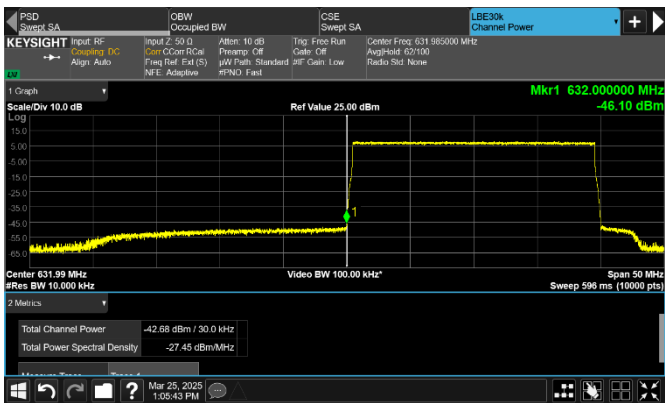 PSD
Swept SA
OBW
Occupied BW
CSE
Swept SA
LBE30k
Channel Power
KEYSIGHT
Input: RF
Coupling: DC
Align: Auto
Input Z: 50 Ω
Corr CCorr RCal
Freq Ref: Ext (S)
NFE: Adaptive
Atten: 10 dB
Preamp: Off
µW Path: Standard
#PNO: Fast
Trig: Free Run
Gate: Off
#IF Gain: Low
Center Freq: 631.985000 MHz
Avg|Hold: 62/100
Radio Std: None
1 Graph
Scale/Div 10.0 dB
Log
Ref Value 25.00 dBm
Mkr1 632.000000 MHz
-46.10 dBm
15.0
5.00
-5.00
-15.0
-25.0
-35.0
-45.0
-55.0
-65.0
1
Center 631.99 MHz
#Res BW 10.000 kHz
Video BW 100.00 kHz*
Span 50 MHz
Sweep 596 ms (10000 pts)
2 Metrics
Total Channel Power -42.68 dBm / 30.0 kHz
Total Power Spectral Density -27.45 dBm/MHz
Mar 25, 2025
1:05:43 PM